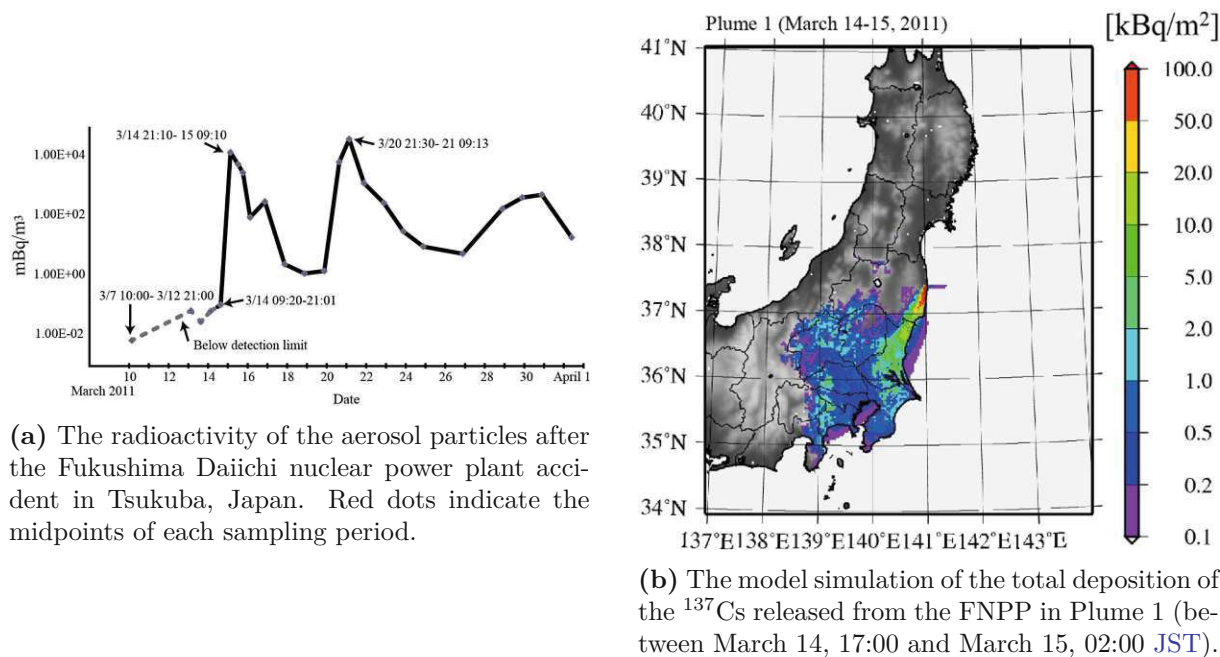 3/14 21:10- 15 09:10
3/20 21:30- 21 09:13
1.00E+04
1.00E+02
1.00E+00
1.00E-02
mBq/m³
3/7 10:00- 3/12 21:00
3/14 09:20-21:01
Below detection limit
10 12 14 16 18 20 22 24 26 28 30 April 1
March 2011
Date
(a) The radioactivity of the aerosol particles after
the Fukushima Daiichi nuclear power plant acci-
dent in Tsukuba, Japan. Red dots indicate the
midpoints of each sampling period.
Plume 1 (March 14-15, 2011)
[kBq/m²]
41°N
40°N
39°N
38°N
37°N
36°N
35°N
34°N
137°E138°E139°E140°E141°E142°E143°E
100.0
50.0
20.0
10.0
5.0
2.0
1.0
0.5
0.2
0.1
(b) The model simulation of the total deposition of
the ¹³⁷Cs released from the FNPP in Plume 1 (be-
tween March 14, 17:00 and March 15, 02:00 JST).